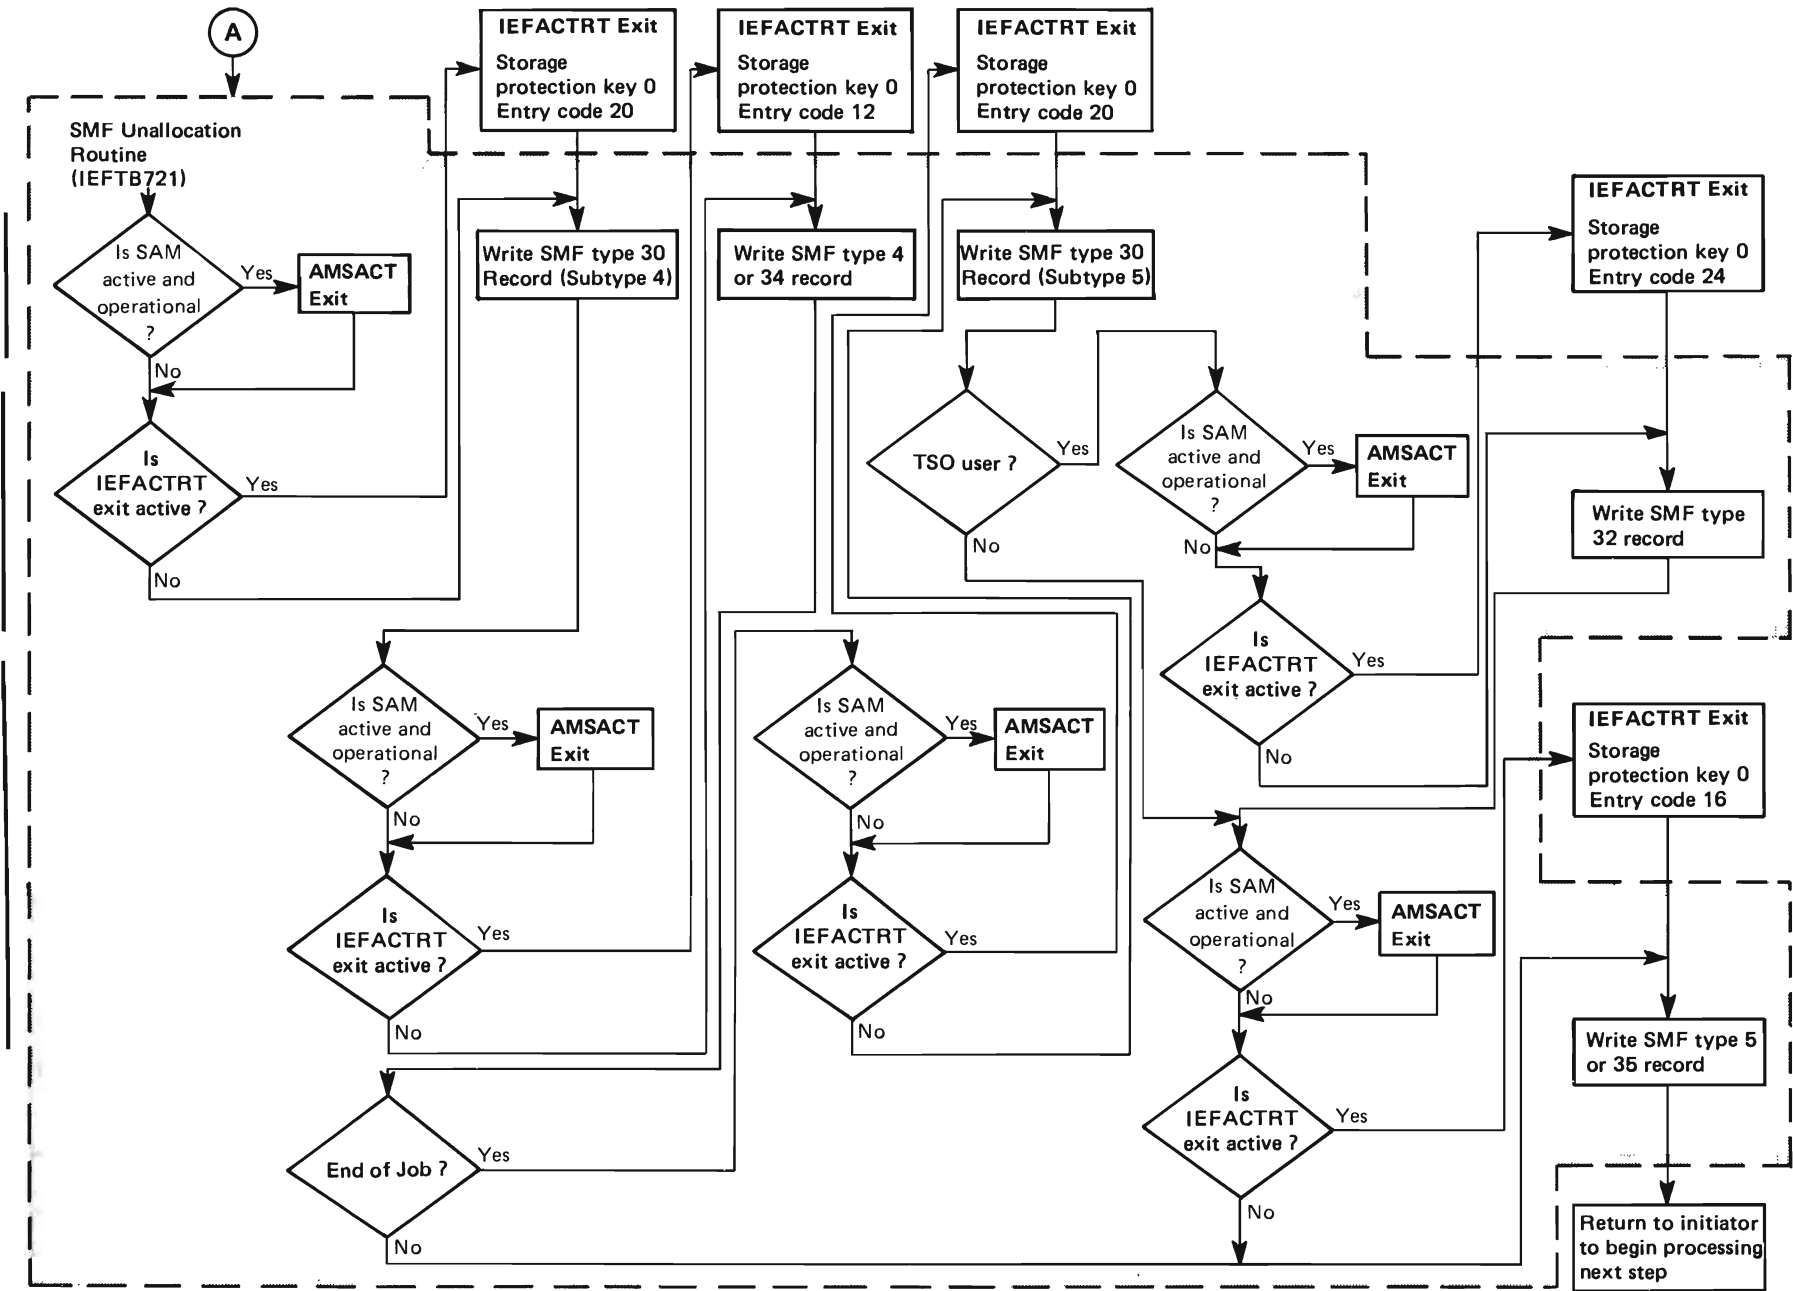 A
SMF Unallocation
Routine
(IEFTB721)
Is SAM
active and
operational
?
Yes
AMSACT
Exit
No
Is
IEFACTRT
exit active ?
Yes
No
IEFACTRT Exit
Storage
protection key 0
Entry code 20
Write SMF type 30
Record (Subtype 4)
Is SAM
active and
operational
?
Yes
AMSACT
Exit
No
Is
IEFACTRT
exit active ?
Yes
No
IEFACTRT Exit
Storage
protection key 0
Entry code 12
Write SMF type 4
or 34 record
End of Job ?
Yes
No
Is SAM
active and
operational
?
Yes
AMSACT
Exit
No
Is
IEFACTRT
exit active ?
Yes
No
IEFACTRT Exit
Storage
protection key 0
Entry code 20
Write SMF type 30
Record (Subtype 5)
TSO user ?
Yes
No
Is SAM
active and
operational
?
Yes
AMSACT
Exit
No
Is
IEFACTRT
exit active ?
Yes
No
IEFACTRT Exit
Storage
protection key 0
Entry code 24
Write SMF type
32 record
Is SAM
active and
operational
?
Yes
AMSACT
Exit
No
Is
IEFACTRT
exit active ?
Yes
No
IEFACTRT Exit
Storage
protection key 0
Entry code 16
Write SMF type 5
or 35 record
Return to initiator
to begin processing
next step